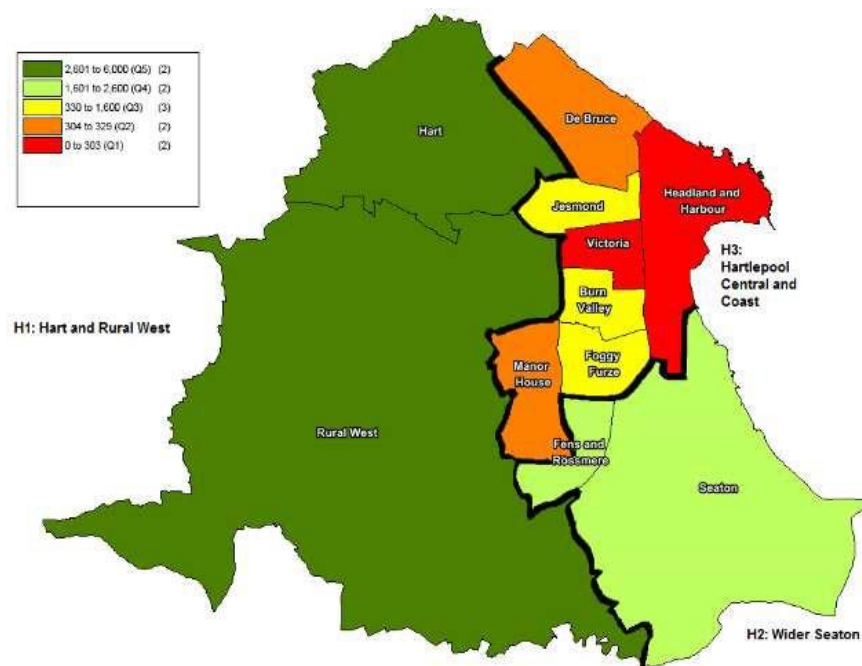 2,601 to 6,000 (Q5) (2)
1,601 to 2,600 (Q4) (2)
330 to 1,600 (Q3) (3)
304 to 329 (Q2) (2)
0 to 303 (Q1) (2)
De Bruce
Hart
Headland and
Harbour
Jesmond
Victoria
H3:
Hartlepool
Central and
Coast
Burn
Valley
H1: Hart and Rural West
Foggy
Furze
Manor
House
Rural West
Fens and
Rossmere
Seaton
H2: Wider Seaton